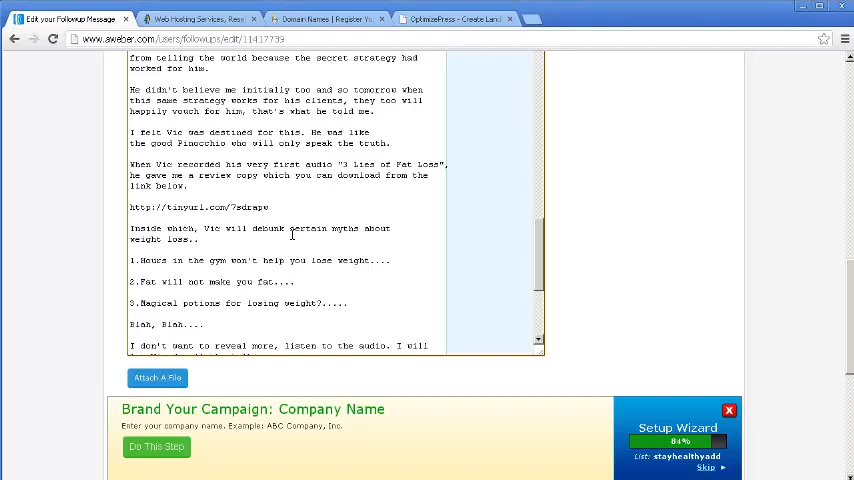 Edit your Followup Message
Web Hosting Services, Resel
Domain Names | Register Yo
OptimizePress - Create Land
www.aweber.com/users/followups/edit/11417739
from telling the world because the secret strategy had
worked for him.
He didn't believe me initially too and so tomorrow when
this same strategy works for his clients, they too will
happily vouch for him, that's what he told me.
I felt Vic was destined for this. He was like
the good Pinocchio who will only speak the truth.
When Vic recorded his very first audio "3 Lies of Fat Loss",
he gave me a review copy which you can download from the
link below.
http://tinyurl.com/7sdrapw
Inside which, Vic will debunk certain myths about
weight loss..
1.Hours in the gym won't help you lose weight....
2.Fat will not make you fat....
3.Magical potions for losing weight?.....
Blah, Blah....
I don't want to reveal more, listen to the audio. I will
Attach A File
Brand Your Campaign: Company Name
Enter your company name. Example: ABC Company, Inc.
Do This Step
Setup Wizard
84%
List: stayhealthyadd
Skip